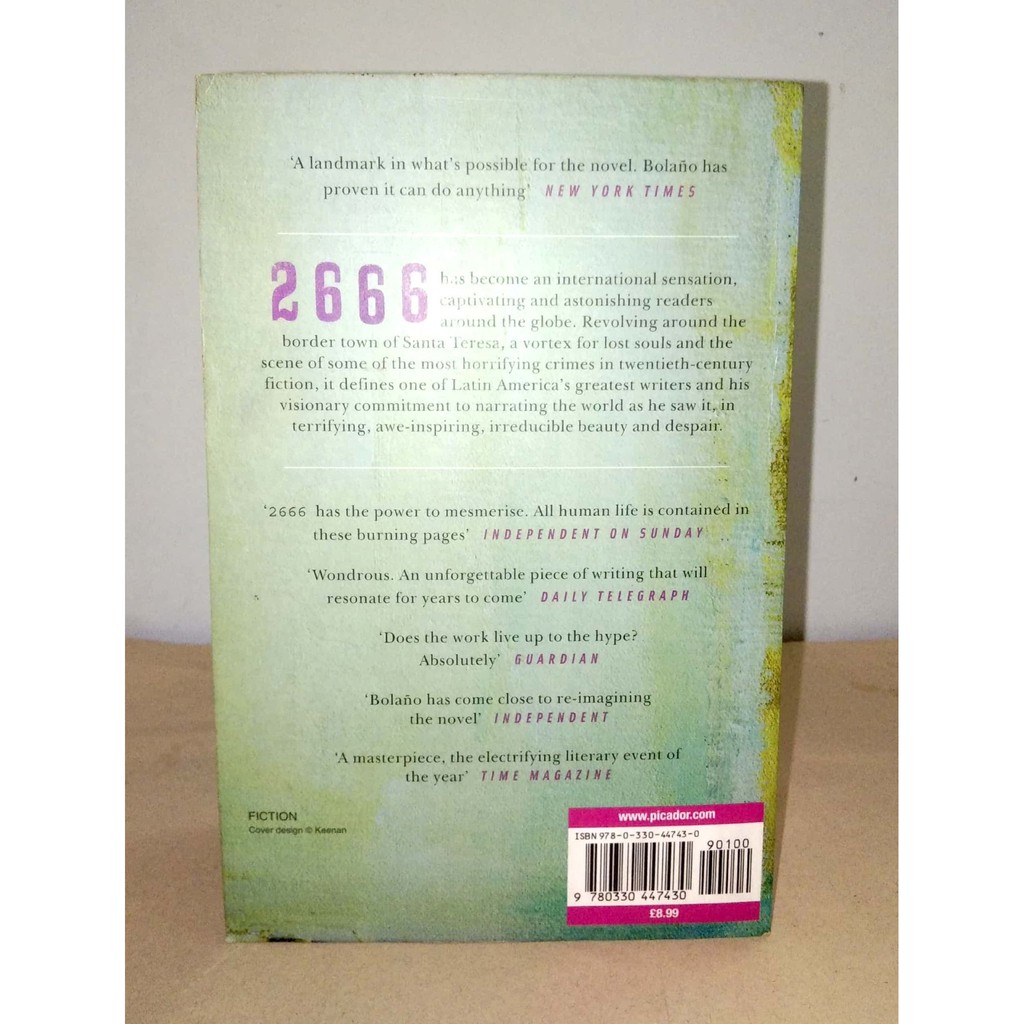 ‘A landmark in what's possible for the novel. Bolaño has
proven it can do anything’ NEW YORK TIMES
2666 has become an international sensation,
captivating and astonishing readers
around the globe. Revolving around the
border town of Santa Teresa, a vortex for lost souls and the
scene of some of the most horrifying crimes in twentieth-century
fiction, it defines one of Latin America's greatest writers and his
visionary commitment to narrating the world as he saw it, in
terrifying, awe-inspiring, irreducible beauty and despair.
‘2666 has the power to mesmerise. All human life is contained in
these burning pages’ INDEPENDENT ON SUNDAY
‘Wondrous. An unforgettable piece of writing that will
resonate for years to come’ DAILY TELEGRAPH
‘Does the work live up to the hype?
Absolutely’ GUARDIAN
‘Bolaño has come close to re-imagining
the novel’ INDEPENDENT
‘A masterpiece, the electrifying literary event of
the year’ TIME MAGAZINE
FICTION
Cover design © Keenan
www.picador.com
ISBN 978-0-330-44743-0
90100
9 780330 447430
£8.99